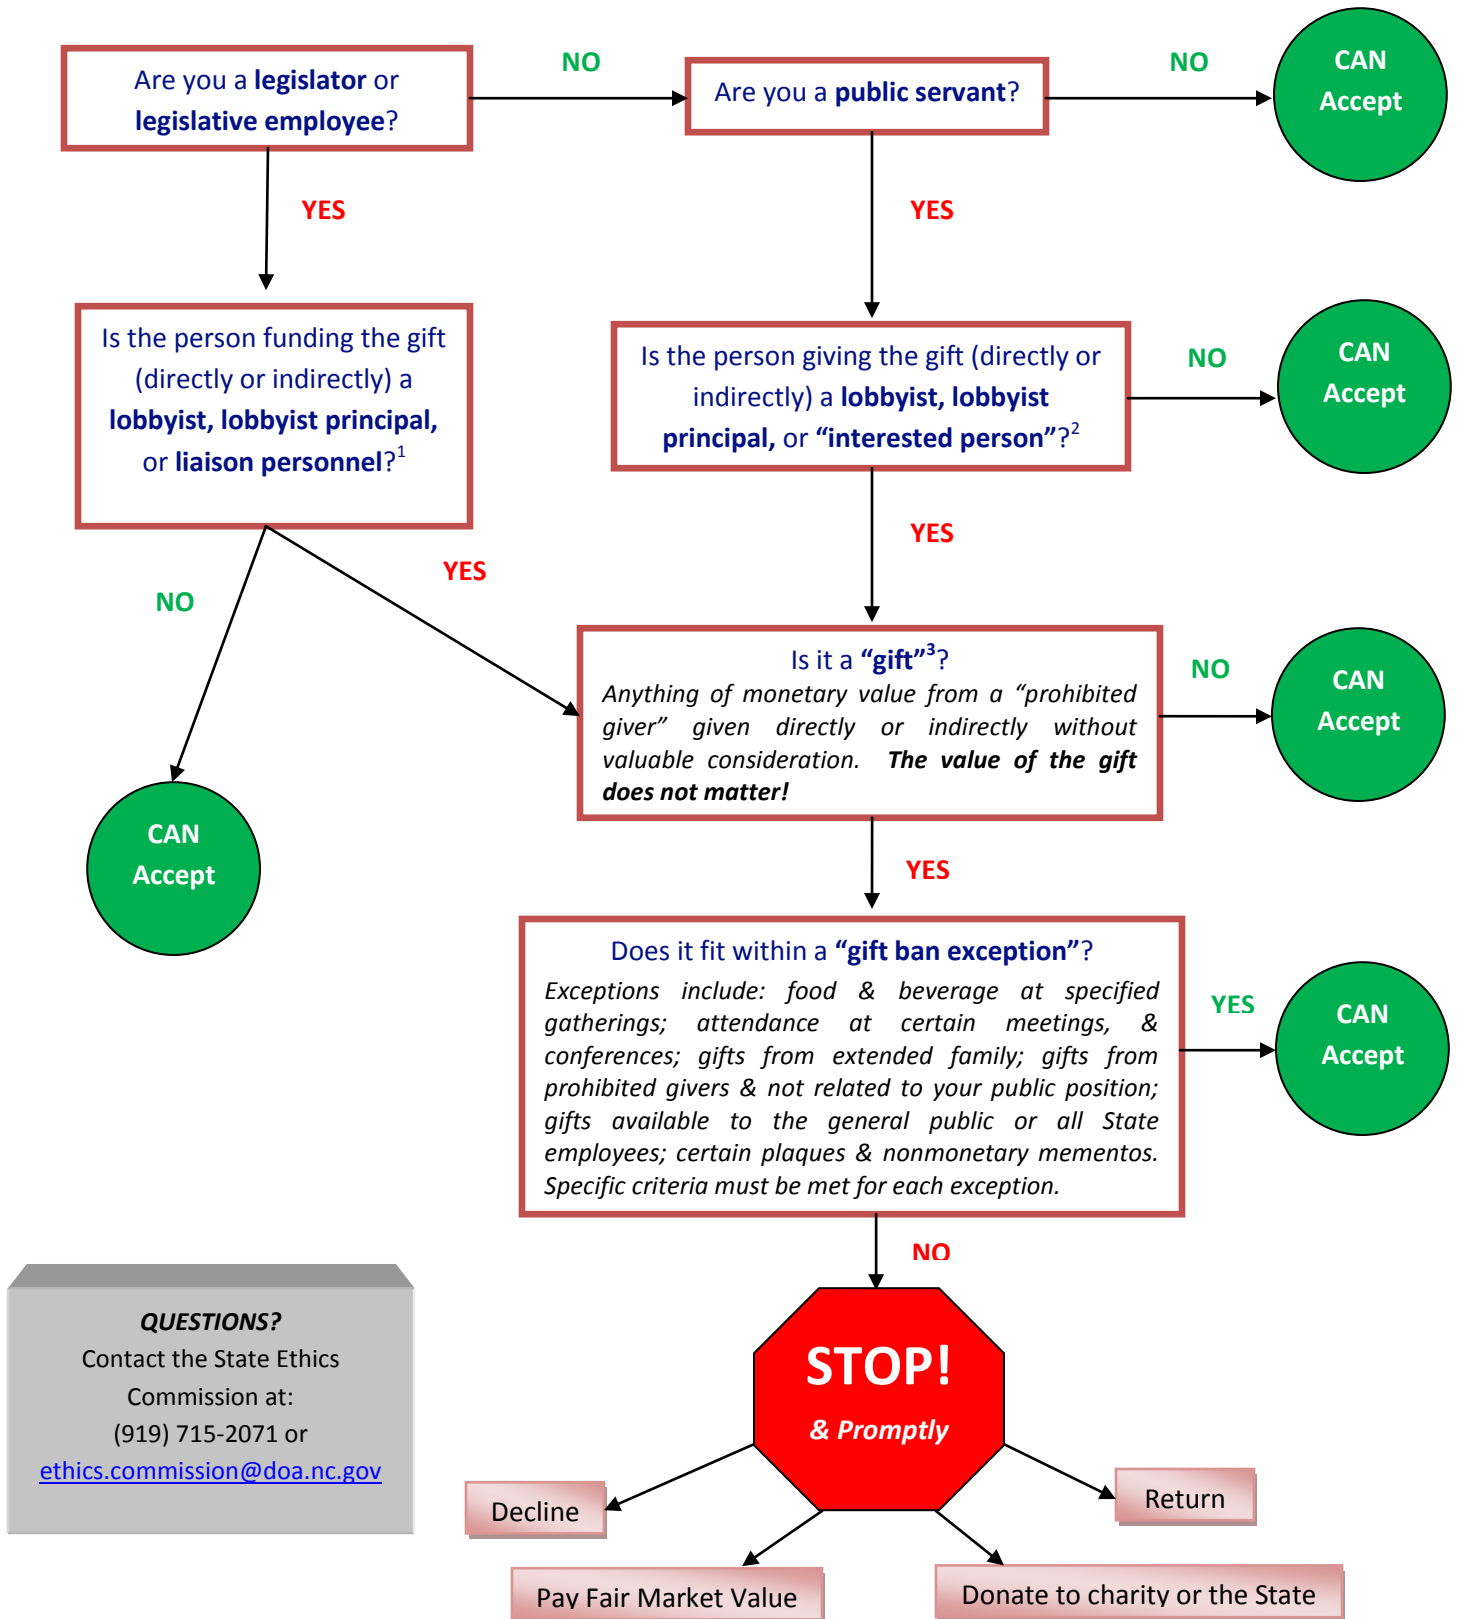 Are you a legislator or
legislative employee?
NO
Are you a public servant?
NO
CAN
Accept
YES
YES
Is the person funding the gift
(directly or indirectly) a
lobbyist, lobbyist principal,
or liaison personnel?1
Is the person giving the gift (directly or
indirectly) a lobbyist, lobbyist
principal, or “interested person”?2
NO
CAN
Accept
YES
YES
NO
Is it a “gift”3?
Anything of monetary value from a “prohibited
giver” given directly or indirectly without
valuable consideration. The value of the gift
does not matter!
NO
CAN
Accept
CAN
Accept
YES
Does it fit within a “gift ban exception”?
Exceptions include: food & beverage at specified
gatherings; attendance at certain meetings, &
conferences; gifts from extended family; gifts from
prohibited givers & not related to your public position;
gifts available to the general public or all State
employees; certain plaques & nonmonetary mementos.
Specific criteria must be met for each exception.
YES
CAN
Accept
NO
QUESTIONS?
Contact the State Ethics
Commission at:
(919) 715-2071 or
ethics.commission@doa.nc.gov
STOP!
& Promptly
Decline
Return
Pay Fair Market Value
Donate to charity or the State